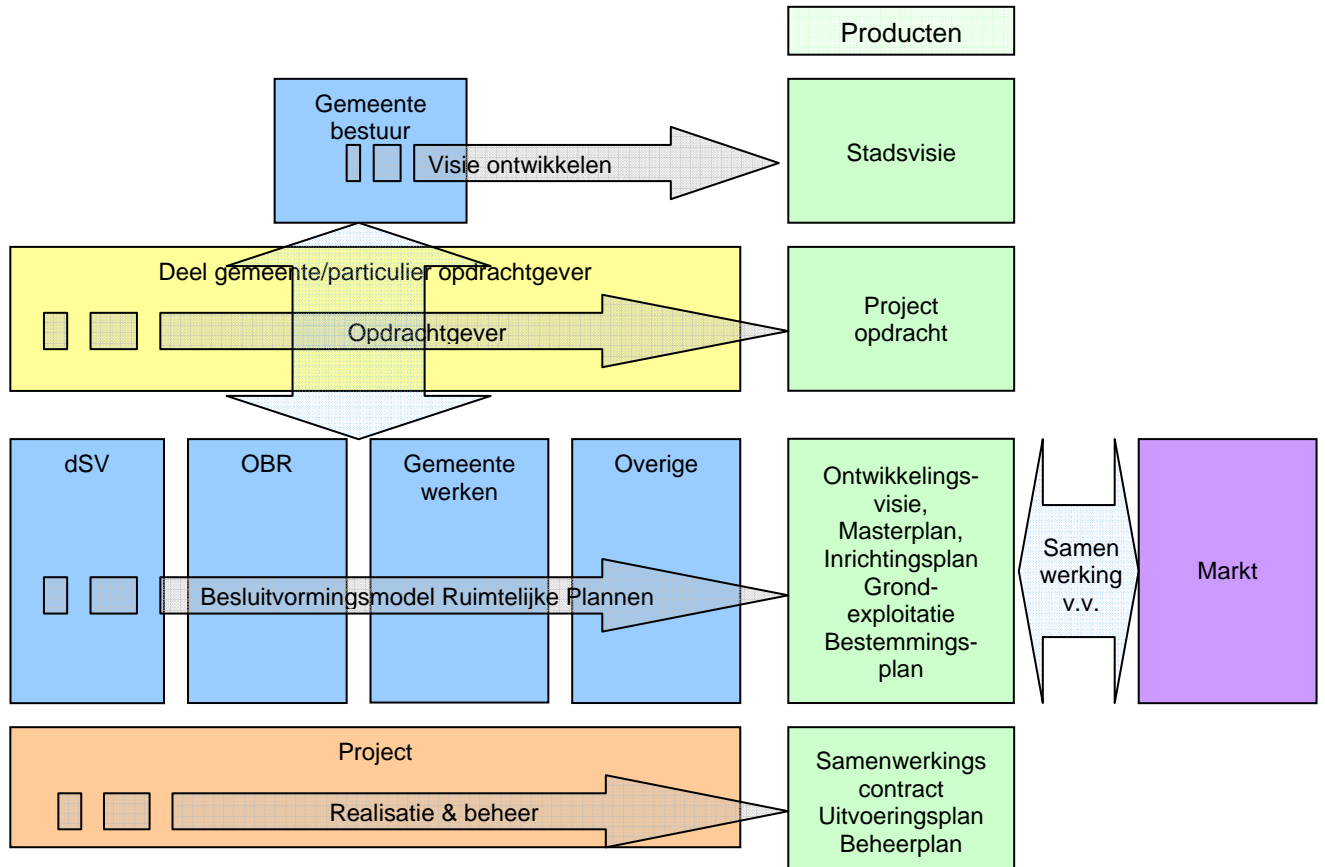 Producten
Gemeente
bestuur
Visie ontwikkelen
Stadsvisie
Deel gemeente/particulier opdrachtgever
Opdrachtgever
Project
opdracht
dSV
OBR
Gemeente
werken
Overige
Besluitvormingsmodel Ruimtelijke Plannen
Ontwikkelings-
visie,
Masterplan,
Inrichtingsplan
Grond-
exploitatie
Bestemmings-
plan
Samen
werking
v.v.
Markt
Project
Realisatie & beheer
Samenwerkings
contract
Uitvoeringsplan
Beheerplan